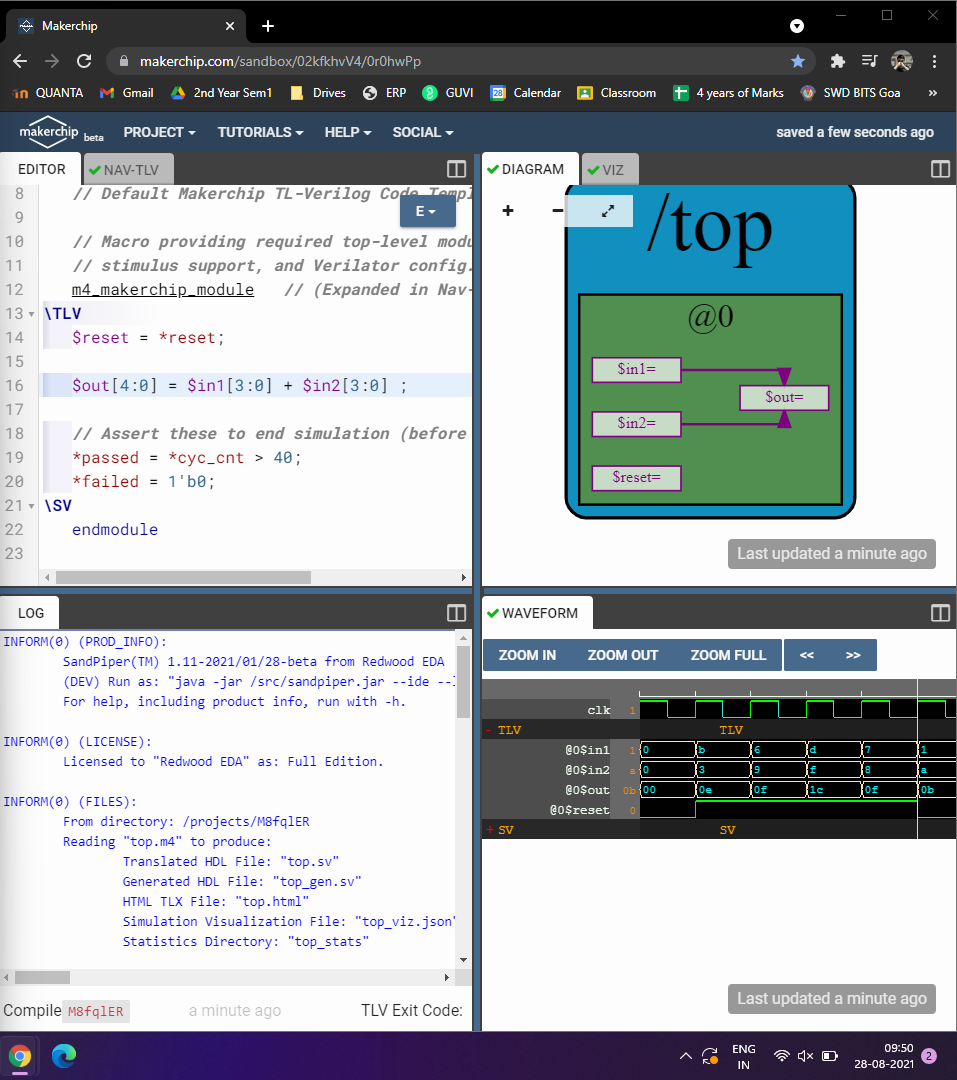 Makerchip
makerchip.com/sandbox/02kfkhvV4/0r0hwPp
QUANTA Gmail 2nd Year Sem1 Drives ERP GUVI 28 Calendar Classroom 4 years of Marks SWD BITS Goa »
makerchip beta PROJECT TUTORIALS HELP SOCIAL saved a few seconds ago
EDITOR NAV-TLV
E
8 // Default Makerchip TL-Verilog Code Templ
9
10 // Macro providing required top-level modu
11 // stimulus support, and Verilator config.
12 m4_makerchip_module // (Expanded in Nav-
13 \TLV
14 $reset = *reset;
15
16 $out[4:0] = $in1[3:0] + $in2[3:0] ;
17
18 // Assert these to end simulation (before
19 *passed = *cyc_cnt > 40;
20 *failed = 1'b0;
21 \SV
22 endmodule
23
DIAGRAM VIZ
+ −
/top
@0
$in1=
$out=
$in2=
$reset=
Last updated a minute ago
LOG
INFORM(0) (PROD_INFO):
SandPiper(TM) 1.11-2021/01/28-beta from Redwood EDA
(DEV) Run as: "java -jar /src/sandpiper.jar --ide --
For help, including product info, run with -h.
INFORM(0) (LICENSE):
Licensed to "Redwood EDA" as: Full Edition.
INFORM(0) (FILES):
From directory: /projects/M8fqlER
Reading "top.m4" to produce:
Translated HDL File: "top.sv"
Generated HDL File: "top_gen.sv"
HTML TLX File: "top.html"
Simulation Visualization File: "top_viz.json"
Statistics Directory: "top_stats"
Compile M8fqlER a minute ago TLV Exit Code:
WAVEFORM
ZOOM IN ZOOM OUT ZOOM FULL << >>
clk 1
- TLV TLV
@0$in1 1 0 b 6 d 7 1
@0$in2 a 0 3 9 f 8 a
@0$out 0b 00 0e 0f 1c 0f 0b
@0$reset 0
+ SV SV
Last updated a minute ago
ENG
IN
09:50
28-08-2021
2